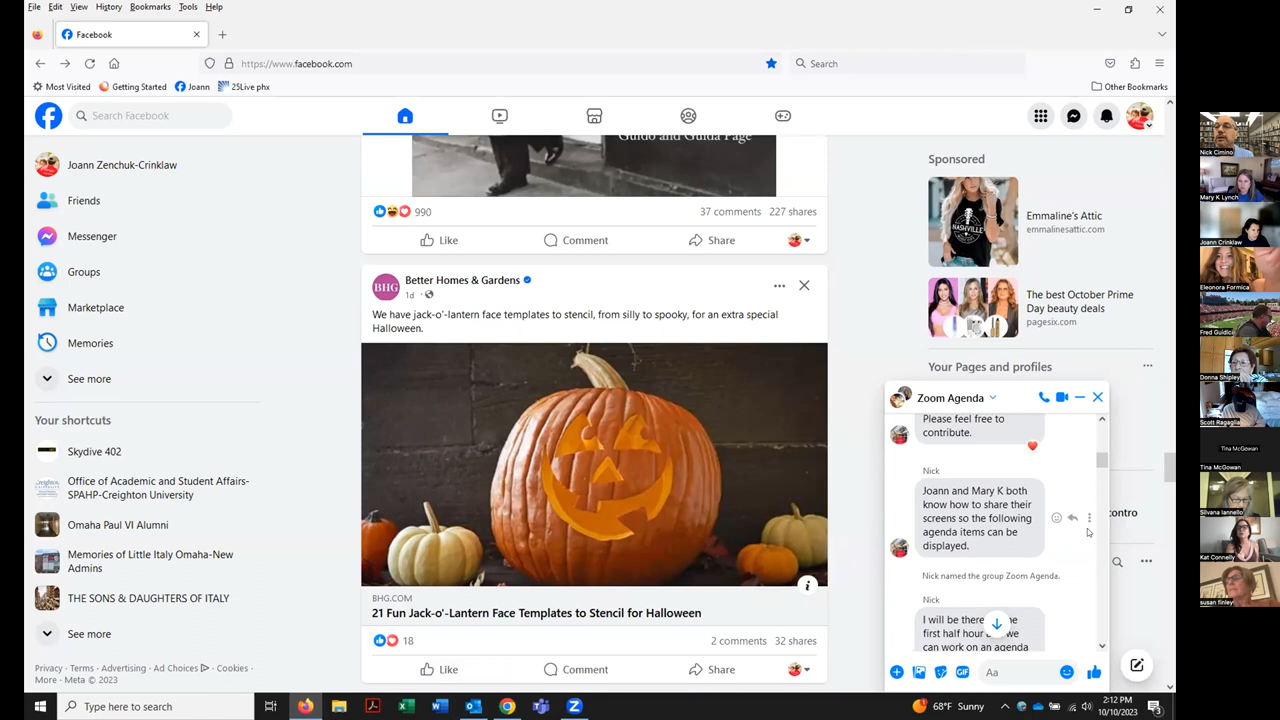 File Edit View History Bookmarks Tools Help
Facebook
https://www.facebook.com
Search
Most Visited Getting Started Joann 25Live phx
Other Bookmarks
Search Facebook
Joann Zenchuk-Crinklaw
Friends
Messenger
Groups
Marketplace
Memories
See more
Your shortcuts
Skydive 402
Office of Academic and Student Affairs-
SPAHP-Creighton University
Omaha Paul VI Alumni
Memories of Little Italy Omaha-New
Admins
THE SONS & DAUGHTERS OF ITALY
See more
Privacy · Terms · Advertising · Ad Choices · Cookies ·
More · Meta © 2023
Guido and Guida Page
990
37 comments 227 shares
Like Comment Share
BHG
Better Homes & Gardens
1d ·
We have jack-o'-lantern face templates to stencil, from silly to spooky, for an extra special
Halloween.
BHG.COM
21 Fun Jack-o'-Lantern Face Templates to Stencil for Halloween
18
2 comments 32 shares
Like Comment Share
Sponsored
NASHVILLE
Emmaline's Attic
emmalinesattic.com
The best October Prime
Day beauty deals
pagesix.com
Your Pages and profiles
contro
Zoom Agenda
Please feel free to
contribute.
Nick
Joann and Mary K both
know how to share their
screens so the following
agenda items can be
displayed.
Nick named the group Zoom Agenda.
Nick
I will be there
first half hour
can work on an agenda
GIF
Aa
Type here to search
68°F Sunny
2:12 PM
10/10/2023
3
Nick Cimino
Mary K Lynch
Joann Crinklaw
Eleonora Formica
Donna Shipley
Scott Ragaglia
Tina McGowan
Tina McGowan
Silvana Iannello
Kat Connelly
susan finley